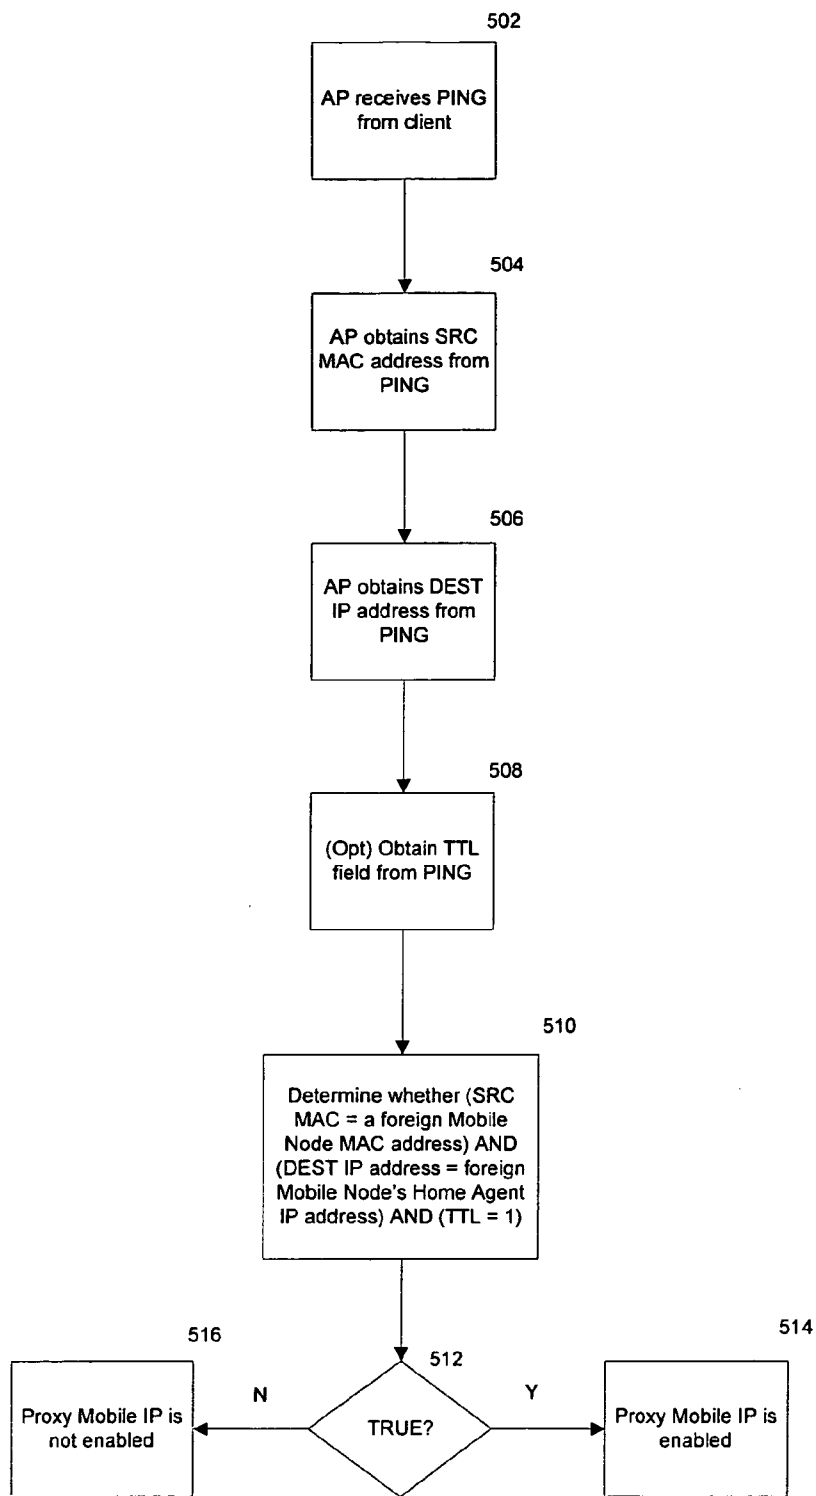 502
AP receives PING
from client
504
AP obtains SRC
MAC address from
PING
506
AP obtains DEST
IP address from
PING
508
(Opt) Obtain TTL
field from PING
510
Determine whether (SRC
MAC = a foreign Mobile
Node MAC address) AND
(DEST IP address = foreign
Mobile Node's Home Agent
IP address) AND (TTL = 1)
516
514
512
N
Y
Proxy Mobile IP is
not enabled
TRUE?
Proxy Mobile IP is
enabled